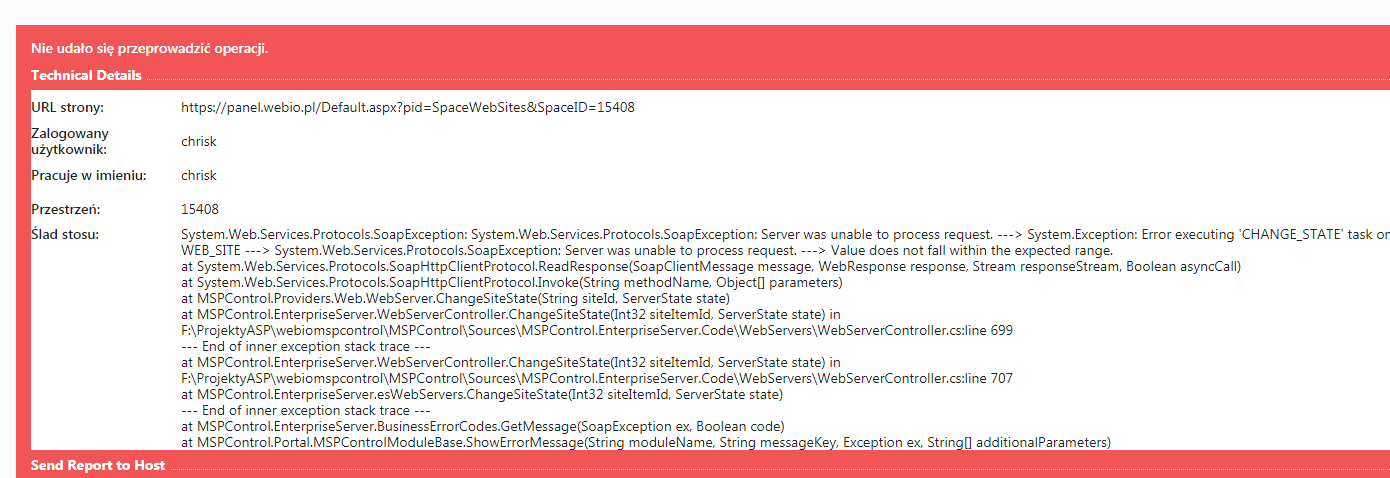 Nie udało się przeprowadzić operacji.
Technical Details
URL strony: https://panel.webio.pl/Default.aspx?pid=SpaceWebSites&SpaceID=15408
Zalogowany użytkownik: chrisk
Pracuje w imieniu: chrisk
Przestrzeń: 15408
Ślad stosu: System.Web.Services.Protocols.SoapException: System.Web.Services.Protocols.SoapException: Server was unable to process request. ---> System.Exception: Error executing 'CHANGE_STATE' task on
WEB_SITE ---> System.Web.Services.Protocols.SoapException: Server was unable to process request. ---> Value does not fall within the expected range.
at System.Web.Services.Protocols.SoapHttpClientProtocol.ReadResponse(SoapClientMessage message, WebResponse response, Stream responseStream, Boolean asyncCall)
at System.Web.Services.Protocols.SoapHttpClientProtocol.Invoke(String methodName, Object[] parameters)
at MSPControl.Providers.Web.WebServer.ChangeSiteState(String siteId, ServerState state)
at MSPControl.EnterpriseServer.WebServerController.ChangeSiteState(Int32 siteItemId, ServerState state) in
F:\ProjektyASP\webiomspcontrol\MSPControl\Sources\MSPControl.EnterpriseServer.Code\WebServers\WebServerController.cs:line 699
--- End of inner exception stack trace ---
at MSPControl.EnterpriseServer.WebServerController.ChangeSiteState(Int32 siteItemId, ServerState state) in
F:\ProjektyASP\webiomspcontrol\MSPControl\Sources\MSPControl.EnterpriseServer.Code\WebServers\WebServerController.cs:line 707
at MSPControl.EnterpriseServer.esWebServers.ChangeSiteState(Int32 siteItemId, ServerState state)
--- End of inner exception stack trace ---
at MSPControl.EnterpriseServer.BusinessErrorCodes.GetMessage(SoapException ex, Boolean code)
at MSPControl.Portal.MSPControlModuleBase.ShowErrorMessage(String moduleName, String messageKey, Exception ex, String[] additionalParameters)
Send Report to Host